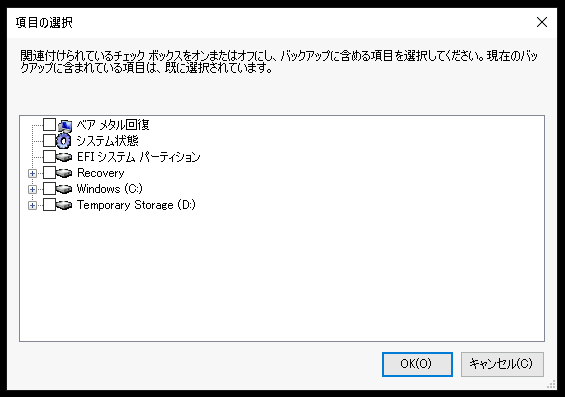 項目の選択
関連付けられているチェック ボックスをオンまたはオフにし、バックアップに含める項目を選択してください。現在のバッ
クアップに含まれている項目は、既に選択されています。
ベア メタル回復
システム状態
EFI システム パーティション
Recovery
Windows (C:)
Temporary Storage (D:)
OK(O)
キャンセル(C)